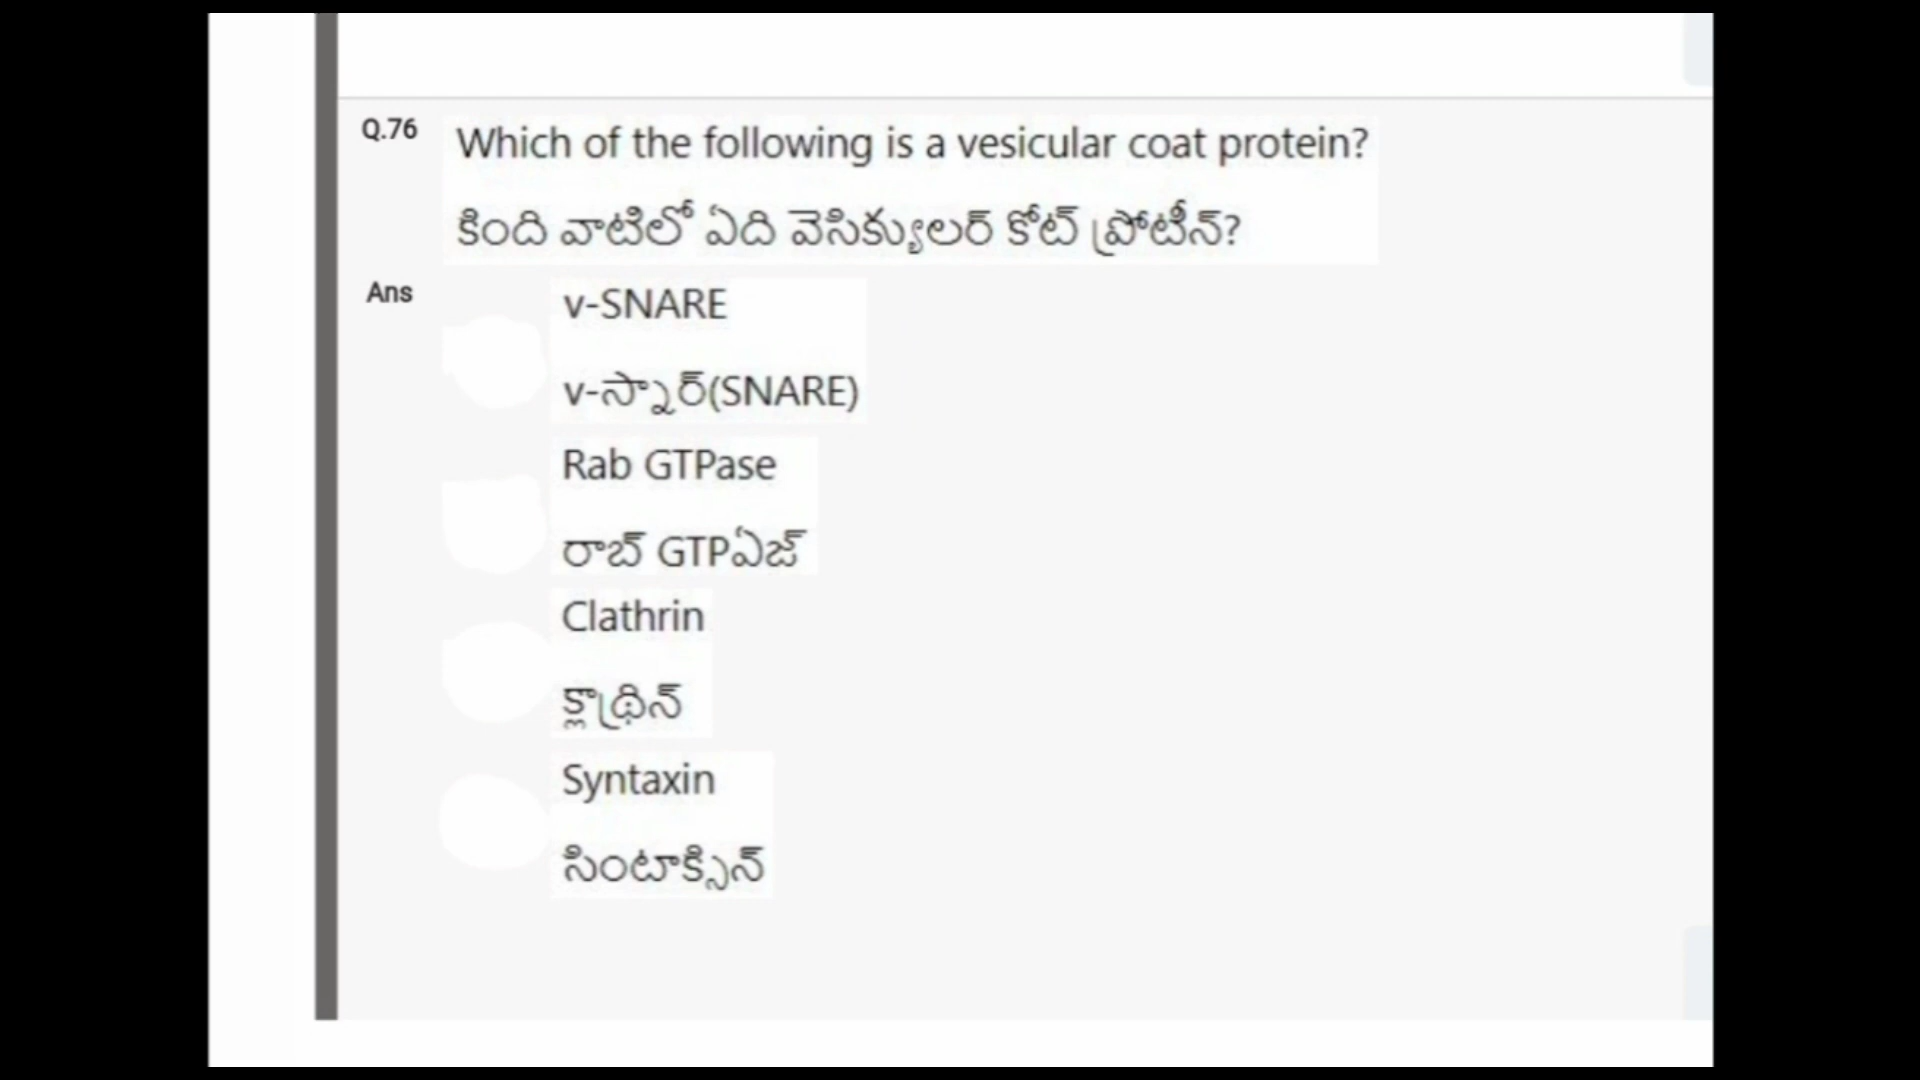 Q.76 Which of the following is a vesicular coat protein?
కింది వాటిలో ఏది వెసిక్యులర్ కోట్ ప్రోటీన్?
Ans v-SNARE
v-స్నార్(SNARE)
Rab GTPase
రాబ్ GTPఏజ్
Clathrin
క్లాథ్రిన్
Syntaxin
సింటాక్సిన్